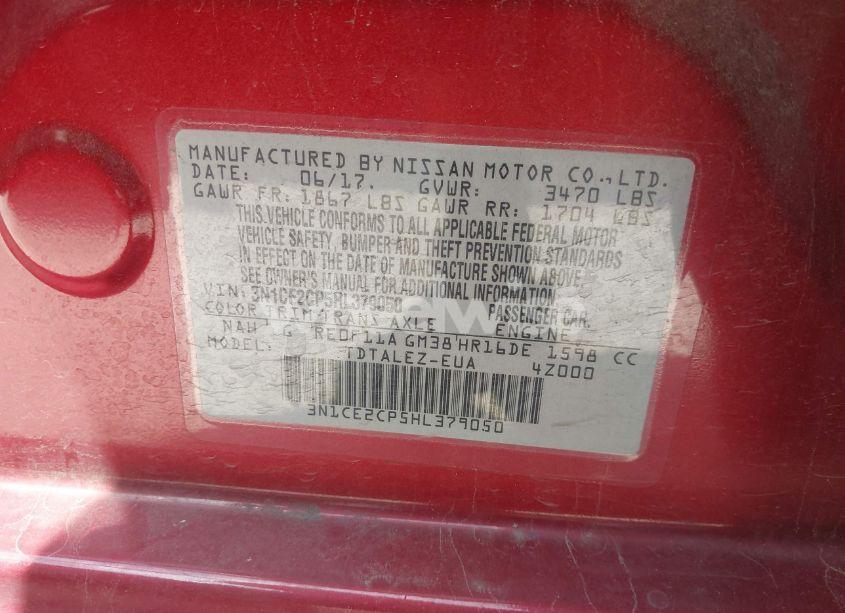 MANUFACTURED BY NISSAN MOTOR CO., LTD.
DATE: 06/17. GVWR: 3470 LBS
GAWR FR: 1867 LBS GAWR RR: 1704 LBS
THIS VEHICLE CONFORMS TO ALL APPLICABLE FEDERAL MOTOR
VEHICLE SAFETY, BUMPER AND THEFT PREVENTION STANDARDS
IN EFFECT ON THE DATE OF MANUFACTURE SHOWN ABOVE.
SEE OWNER'S MANUAL FOR ADDITIONAL INFORMATION.
VIN: 3N1CE2CP5HL379050 PASSENGER CAR.
COLOR TRIM TRANS AXLE ENGINE
NAH G RE0F11A GM38 HR16DE 1598 CC
MODEL: TDTALEZ-EUA 4Z000
3N1CE2CP5HL379050